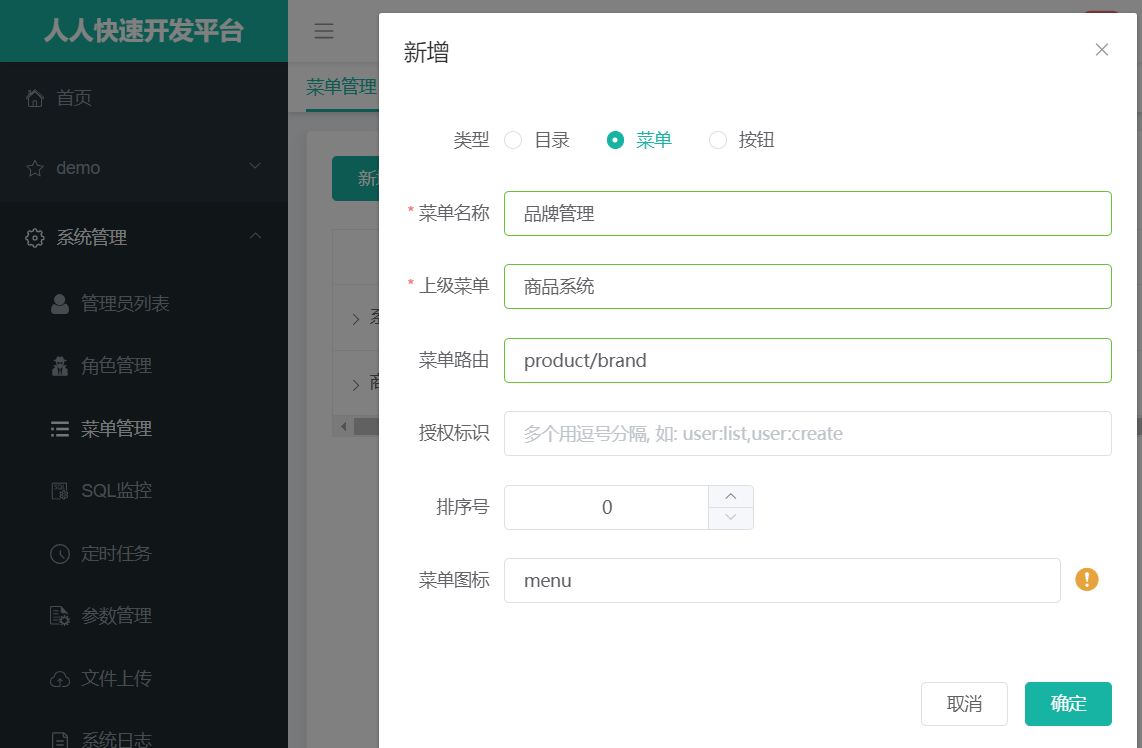 人人快速开发平台
首页
demo
系统管理
管理员列表
角色管理
菜单管理
SQL监控
定时任务
参数管理
文件上传
系统日志
菜单管理
新增
类型 目录 菜单 按钮
* 菜单名称 品牌管理
* 上级菜单 商品系统
菜单路由 product/brand
授权标识 多个用逗号分隔, 如: user:list,user:create
排序号 0
菜单图标 menu
取消 确定